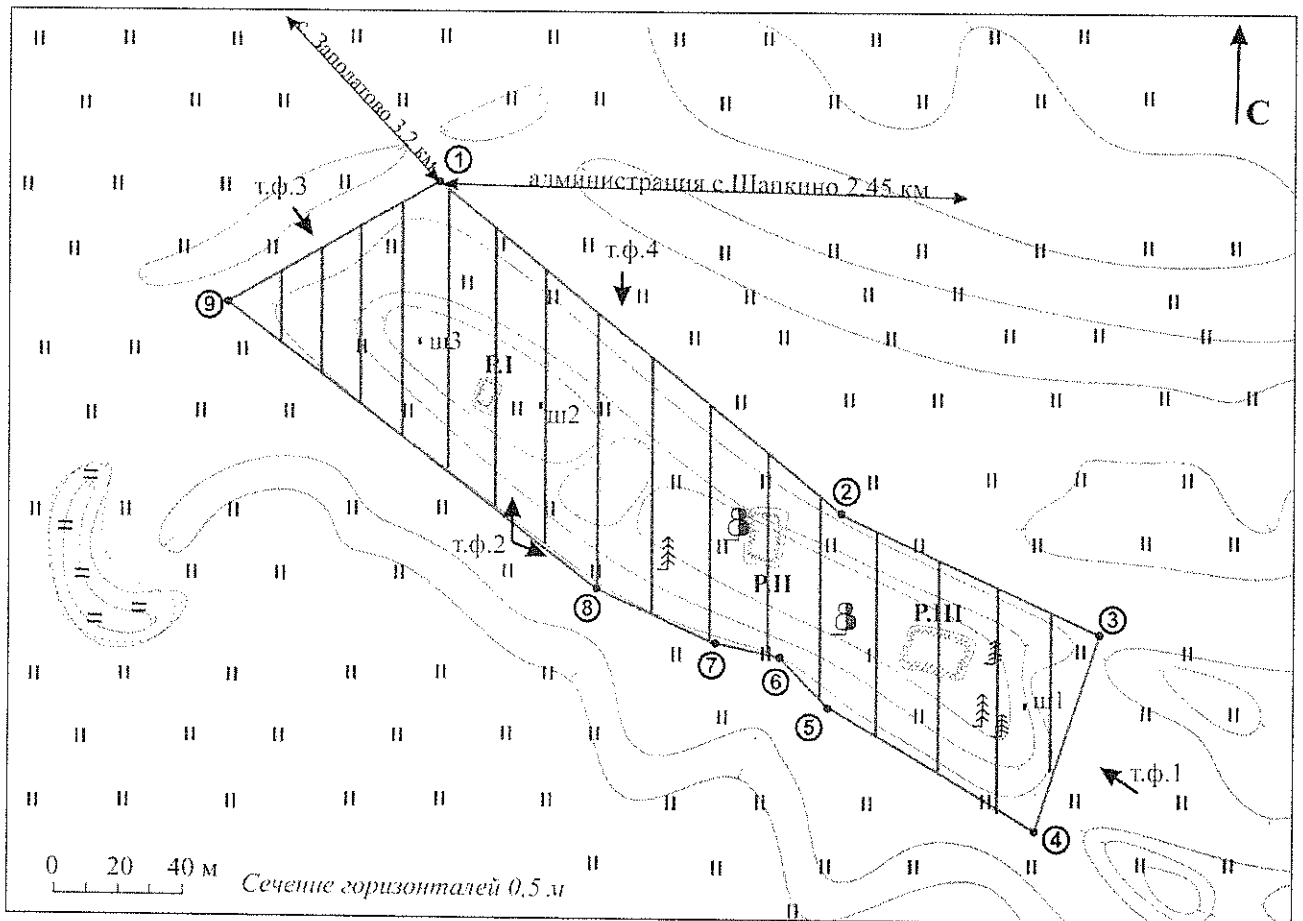 с. Заполатово 3,2 км
С
1
администрация с.Шапкино 2,45 км
т.ф.3
т.ф.4
9
ш3
Р.I
ш2
2
т.ф.2
Р.II
8
Р.III
3
7
6
ш1
5
т.ф.1
4
0 20 40 м
Сечение горизонталей 0,5 м